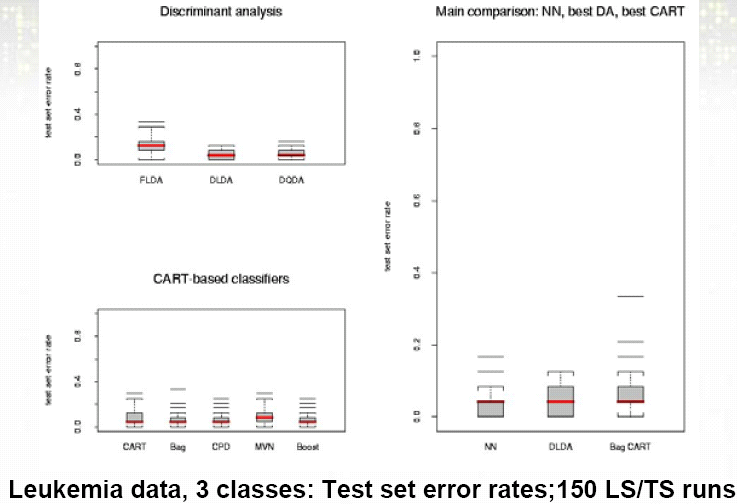 Discriminant analysis
test set error rate
0.8
0.4
0.0
FLDA DLDA DQDA
CART-based classifiers
test set error rate
0.8
0.4
0.0
CART Bag CPD MVN Boost
Main comparison: NN, best DA, best CART
test set error rate
1.0
0.8
0.6
0.4
0.2
0.0
NN DLDA Bag CART
Leukemia data, 3 classes: Test set error rates;150 LS/TS runs